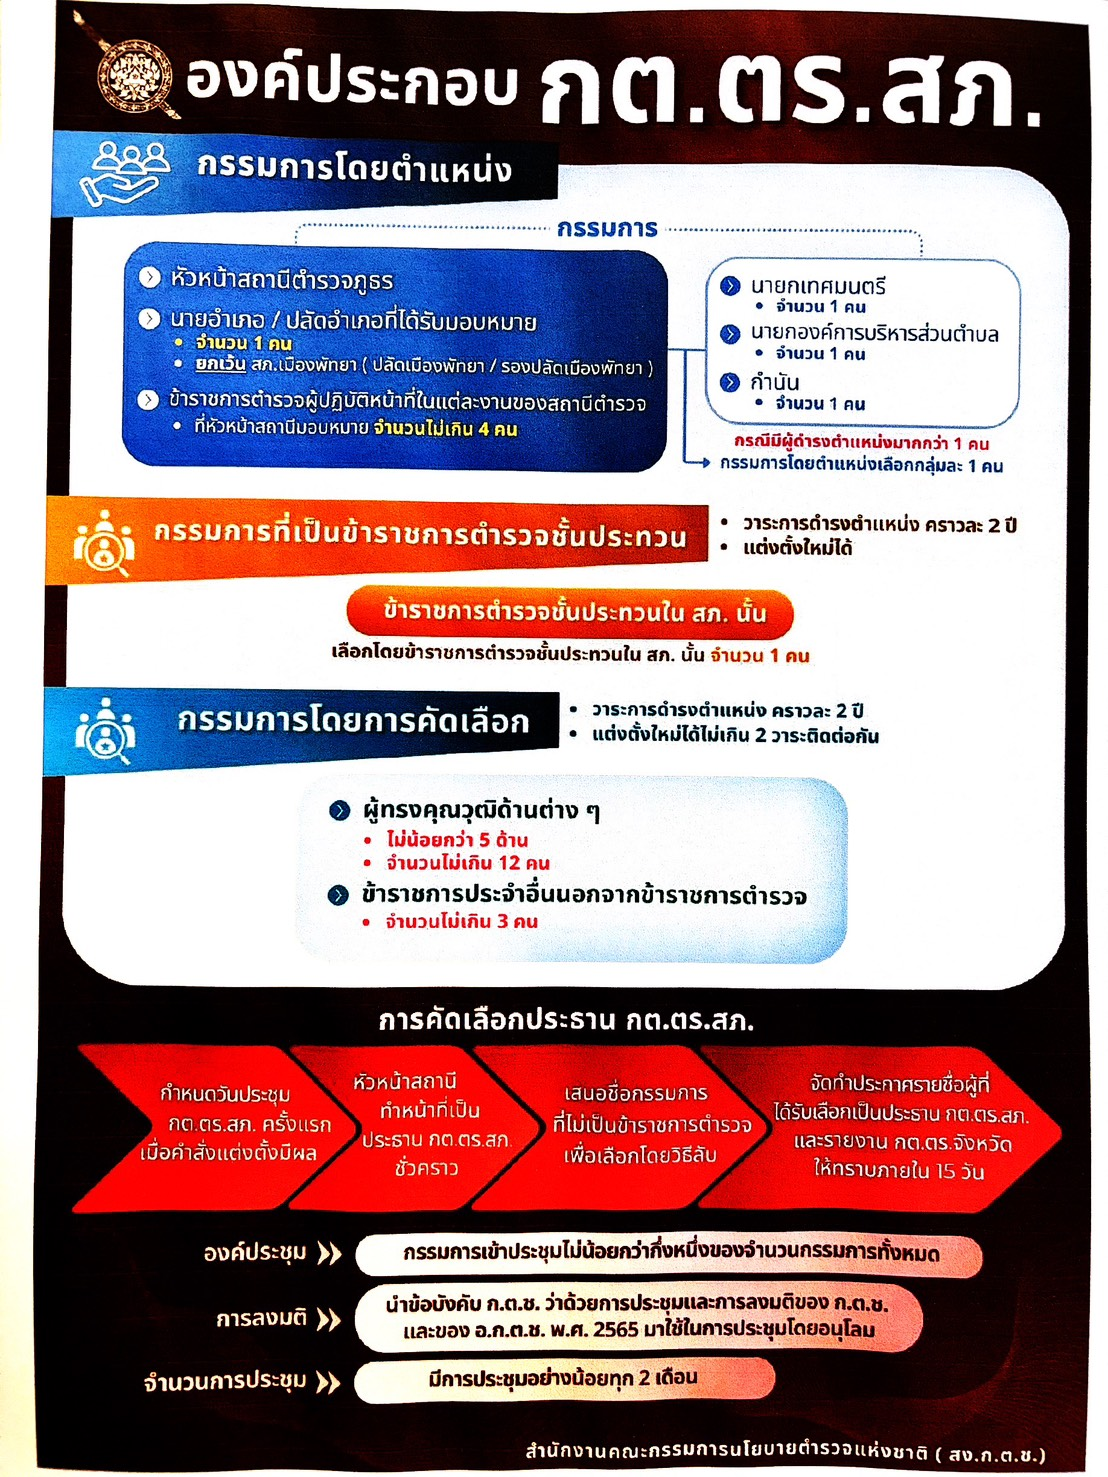 องค์ประกอบ กต.ตร.สภ.
กรรมการโดยตำแหน่ง
กรรมการ
หัวหน้าสถานีตำรวจภูธร
นายอำเภอ / ปลัดอำเภอที่ได้รับมอบหมาย
• จำนวน 1 คน
• ยกเว้น สภ.เมืองพัทยา ( ปลัดเมืองพัทยา / รองปลัดเมืองพัทยา )
ข้าราชการตำรวจผู้ปฏิบัติหน้าที่ในแต่ละงานของสถานีตำรวจ
• ที่หัวหน้าสถานีมอบหมาย จำนวนไม่เกิน 4 คน
นายกเทศมนตรี
• จำนวน 1 คน
นายกองค์การบริหารส่วนตำบล
• จำนวน 1 คน
กำนัน
• จำนวน 1 คน
กรณีมีผู้ดำรงตำแหน่งมากกว่า 1 คน
กรรมการโดยตำแหน่งเลือกกลุ่มละ 1 คน
กรรมการที่เป็นข้าราชการตำรวจชั้นประทวน
• วาระการดำรงตำแหน่ง คราวละ 2 ปี
• แต่งตั้งใหม่ได้
ข้าราชการตำรวจชั้นประทวนใน สภ. นั้น
เลือกโดยข้าราชการตำรวจชั้นประทวนใน สภ. นั้น จำนวน 1 คน
กรรมการโดยการคัดเลือก
• วาระการดำรงตำแหน่ง คราวละ 2 ปี
• แต่งตั้งใหม่ได้ไม่เกิน 2 วาระติดต่อกัน
ผู้ทรงคุณวุฒิด้านต่าง ๆ
• ไม่น้อยกว่า 5 ด้าน
• จำนวนไม่เกิน 12 คน
ข้าราชการประจำอื่นนอกจากข้าราชการตำรวจ
• จำนวนไม่เกิน 3 คน
การคัดเลือกประธาน กต.ตร.สภ.
กำหนดวันประชุม
กต.ตร.สภ. ครั้งแรก
เมื่อคำสั่งแต่งตั้งมีผล
หัวหน้าสถานี
ทำหน้าที่เป็น
ประธาน กต.ตร.สภ.
ชั่วคราว
เสนอชื่อกรรมการ
ที่ไม่เป็นข้าราชการตำรวจ
เพื่อเลือกโดยวิธีลับ
จัดทำประกาศรายชื่อผู้ที่
ได้รับเลือกเป็นประธาน กต.ตร.สภ.
และรายงาน กต.ตร.จังหวัด
ให้ทราบภายใน 15 วัน
องค์ประชุม
กรรมการเข้าประชุมไม่น้อยกว่ากึ่งหนึ่งของจำนวนกรรมการทั้งหมด
การลงมติ
นำข้อบังคับ ก.ต.ช. ว่าด้วยการประชุมและการลงมติของ ก.ต.ช.
และของ อ.ก.ต.ช. พ.ศ. 2565 มาใช้ในการประชุมโดยอนุโลม
จำนวนการประชุม
มีการประชุมอย่างน้อยทุก 2 เดือน
สำนักงานคณะกรรมการนโยบายตำรวจแห่งชาติ ( สง.ก.ต.ช.)